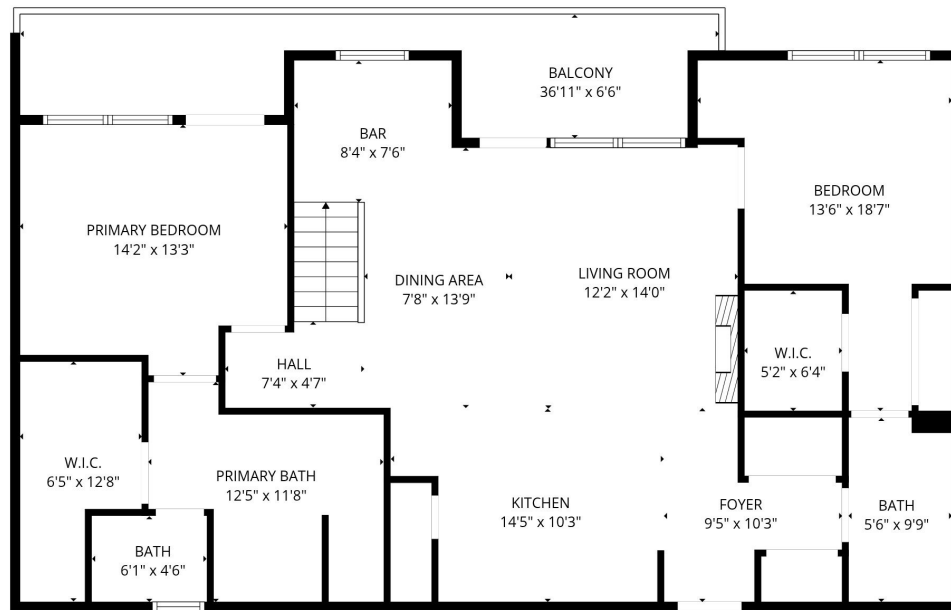 BALCONY
36'11" x 6'6"
BAR
8'4" x 7'6"
BEDROOM
13'6" x 18'7"
PRIMARY BEDROOM
14'2" x 13'3"
DINING AREA
7'8" x 13'9"
LIVING ROOM
12'2" x 14'0"
HALL
7'4" x 4'7"
W.I.C.
5'2" x 6'4"
W.I.C.
6'5" x 12'8"
PRIMARY BATH
12'5" x 11'8"
KITCHEN
14'5" x 10'3"
FOYER
9'5" x 10'3"
BATH
5'6" x 9'9"
BATH
6'1" x 4'6"